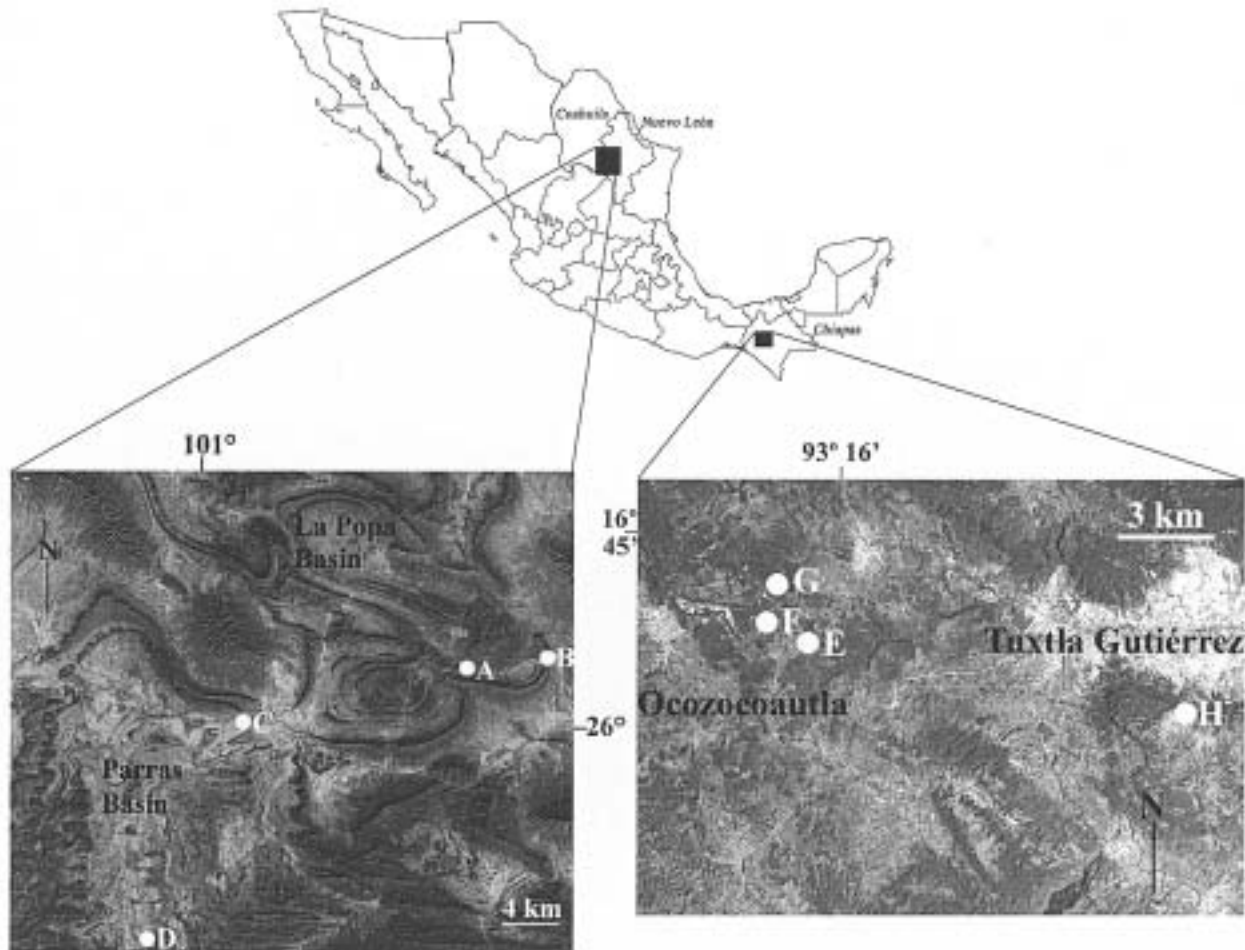 Coahuila
Nuevo León
Chiapas
101°
93° 16'
La Popa
Basin
N
16°
45'
3 km
G
F
E
A
B
Tuxtla Gutiérrez
Ocozocoautla
H
C
26°
Parras
Basin
N
4 km
D